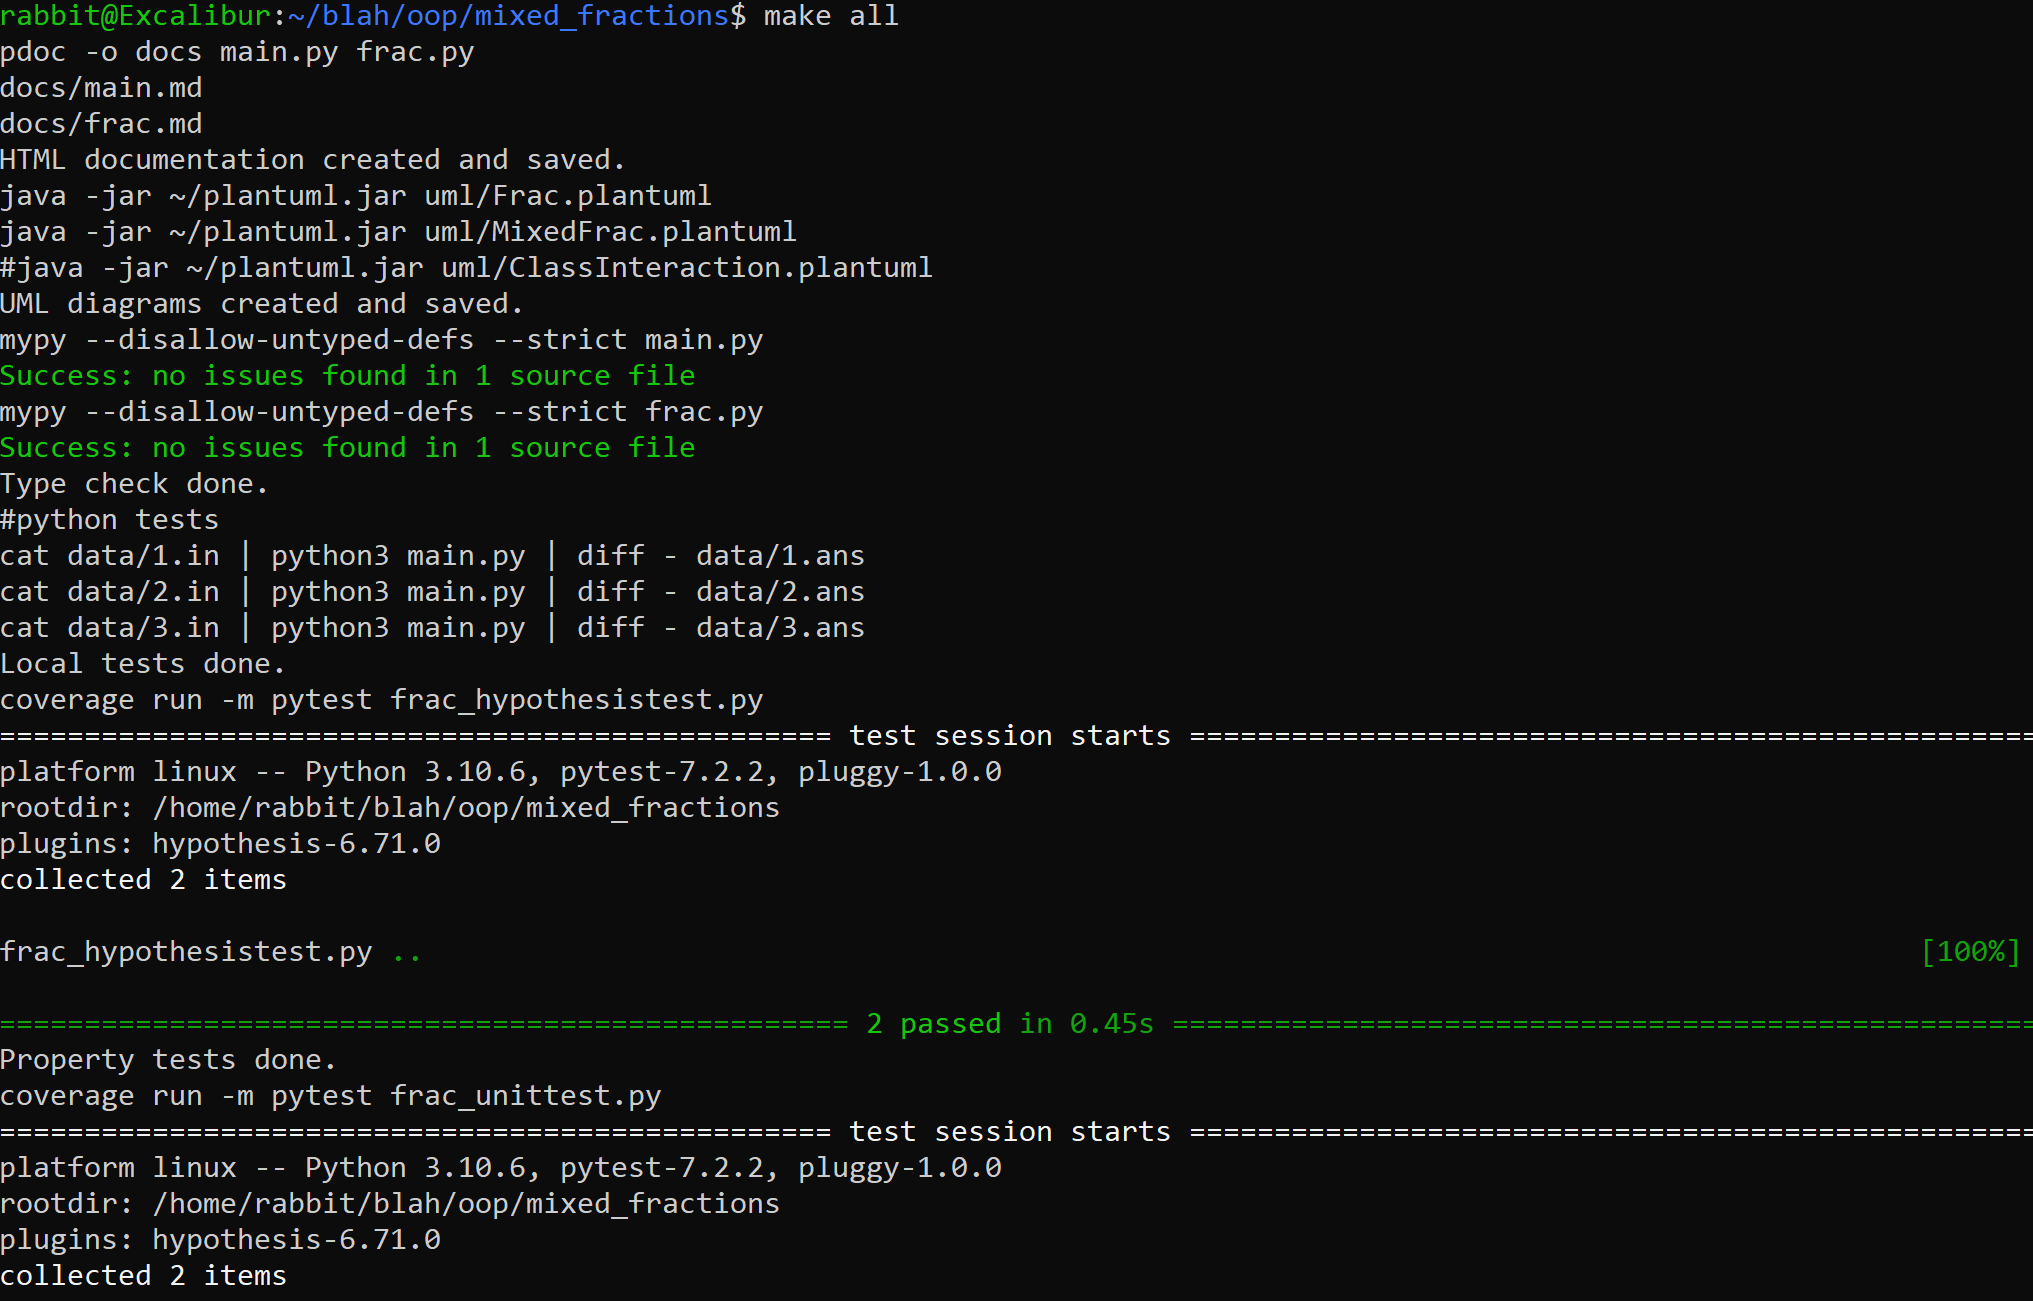 rabbit@Excalibur:~/blah/oop/mixed_fractions$ make all
pdoc -o docs main.py frac.py
docs/main.md
docs/frac.md
HTML documentation created and saved.
java -jar ~/plantuml.jar uml/Frac.plantuml
java -jar ~/plantuml.jar uml/MixedFrac.plantuml
#java -jar ~/plantuml.jar uml/ClassInteraction.plantuml
UML diagrams created and saved.
mypy --disallow-untyped-defs --strict main.py
Success: no issues found in 1 source file
mypy --disallow-untyped-defs --strict frac.py
Success: no issues found in 1 source file
Type check done.
#python tests
cat data/1.in | python3 main.py | diff - data/1.ans
cat data/2.in | python3 main.py | diff - data/2.ans
cat data/3.in | python3 main.py | diff - data/3.ans
Local tests done.
coverage run -m pytest frac_hypothesistest.py
================================================= test session starts ==================================================
platform linux -- Python 3.10.6, pytest-7.2.2, pluggy-1.0.0
rootdir: /home/rabbit/blah/oop/mixed_fractions
plugins: hypothesis-6.71.0
collected 2 items
frac_hypothesistest.py .. [100%]
================================================== 2 passed in 0.45s ===================================================
Property tests done.
coverage run -m pytest frac_unittest.py
================================================= test session starts ==================================================
platform linux -- Python 3.10.6, pytest-7.2.2, pluggy-1.0.0
rootdir: /home/rabbit/blah/oop/mixed_fractions
plugins: hypothesis-6.71.0
collected 2 items